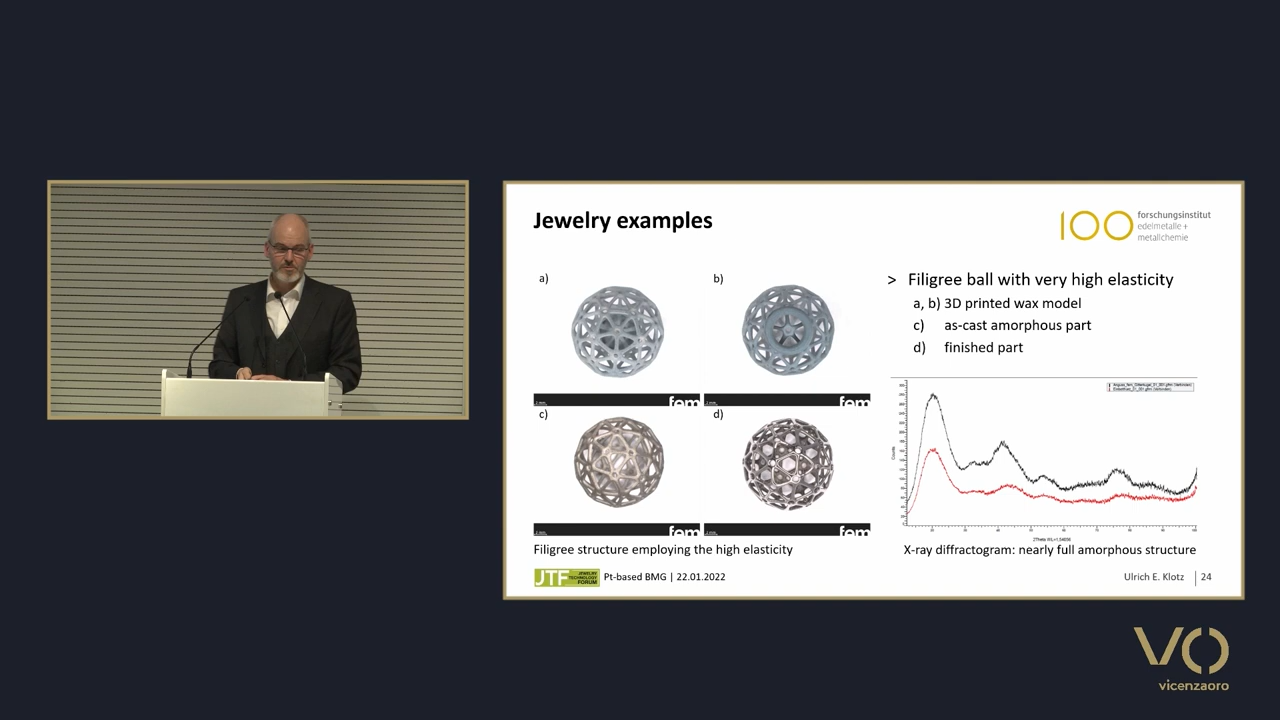 Jewelry examples
100 forschungsinstitut
edelmetalle +
metallchemie
a)
b)
fem
fem
c)
d)
fem
fem
Filigree structure employing the high elasticity
> Filigree ball with very high elasticity
a, b) 3D printed wax model
c) as-cast amorphous part
d) finished part
Counts
X-ray diffractogram: nearly full amorphous structure
JTF JEWELRY
TECHNOLOGY
FORUM
Pt-based BMG | 22.01.2022
Ulrich E. Klotz | 24
VO
vicenzaoro